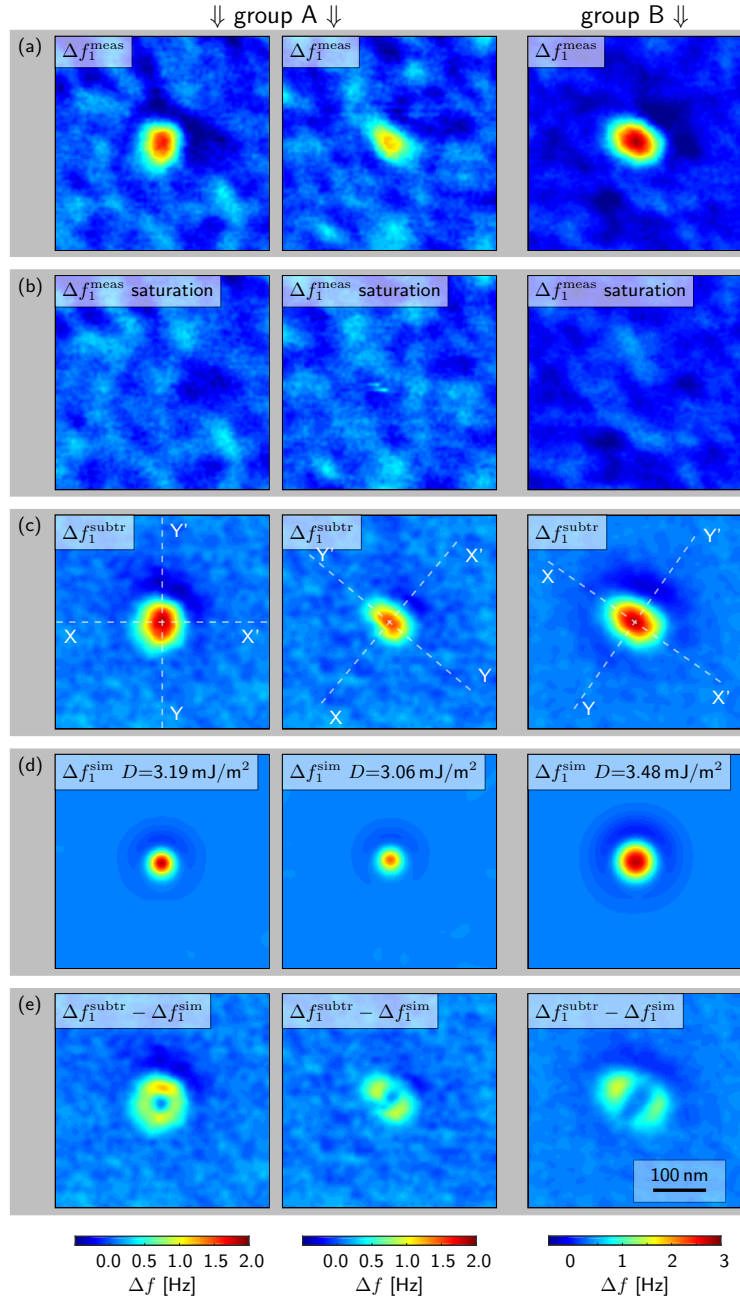 ⇓ group A ⇓ group B ⇓
(a) Δf₁ᵐᵉᵃˢ Δf₁ᵐᵉᵃˢ Δf₁ᵐᵉᵃˢ
(b) Δf₁ᵐᵉᵃˢ saturation Δf₁ᵐᵉᵃˢ saturation Δf₁ᵐᵉᵃˢ saturation
(c) Δf₁ˢᵘᵇᵗʳ Δf₁ˢᵘᵇᵗʳ Δf₁ˢᵘᵇᵗʳ
Y' Y' X' X Y'
X X' Y
Y X Y X'
(d) Δf₁ˢⁱᵐ D=3.19 mJ/m² Δf₁ˢⁱᵐ D=3.06 mJ/m² Δf₁ˢⁱᵐ D=3.48 mJ/m²
(e) Δf₁ˢᵘᵇᵗʳ − Δf₁ˢⁱᵐ Δf₁ˢᵘᵇᵗʳ − Δf₁ˢⁱᵐ Δf₁ˢᵘᵇᵗʳ − Δf₁ˢⁱᵐ
100 nm
0.0 0.5 1.0 1.5 2.0 0.0 0.5 1.0 1.5 2.0 0 1 2 3
Δf [Hz] Δf [Hz] Δf [Hz]